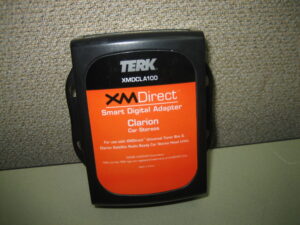 TERK
XMDCLA100
XMDirect
Smart Digital Adapter
Clarion
Car Stereos
For use with XMDirect Universal Tuner Box &
Clarion Satellite Radio Ready Car Stereo Head Units